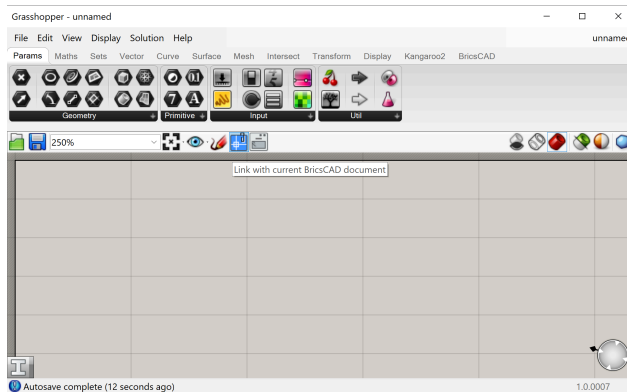 Grasshopper - unnamed
File Edit View Display Solution Help
unnamed
Params Maths Sets Vector Curve Surface Mesh Intersect Transform Display Kangaroo2 BricsCAD
Geometry Primitive Input Util
250%
Link with current BricsCAD document
Autosave complete (12 seconds ago)
1.0.0007